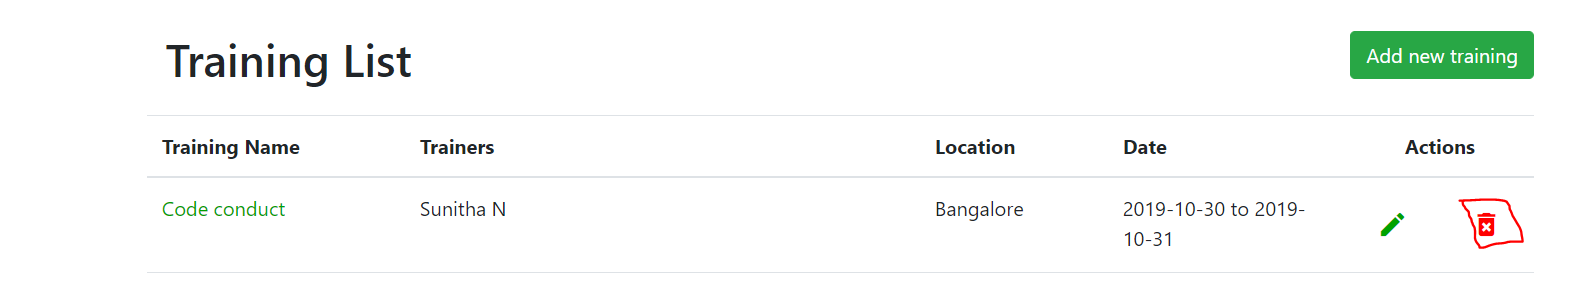 Training List
Add new training
Training Name Trainers Location Date Actions
Code conduct Sunitha N Bangalore 2019-10-30 to 2019-
10-31